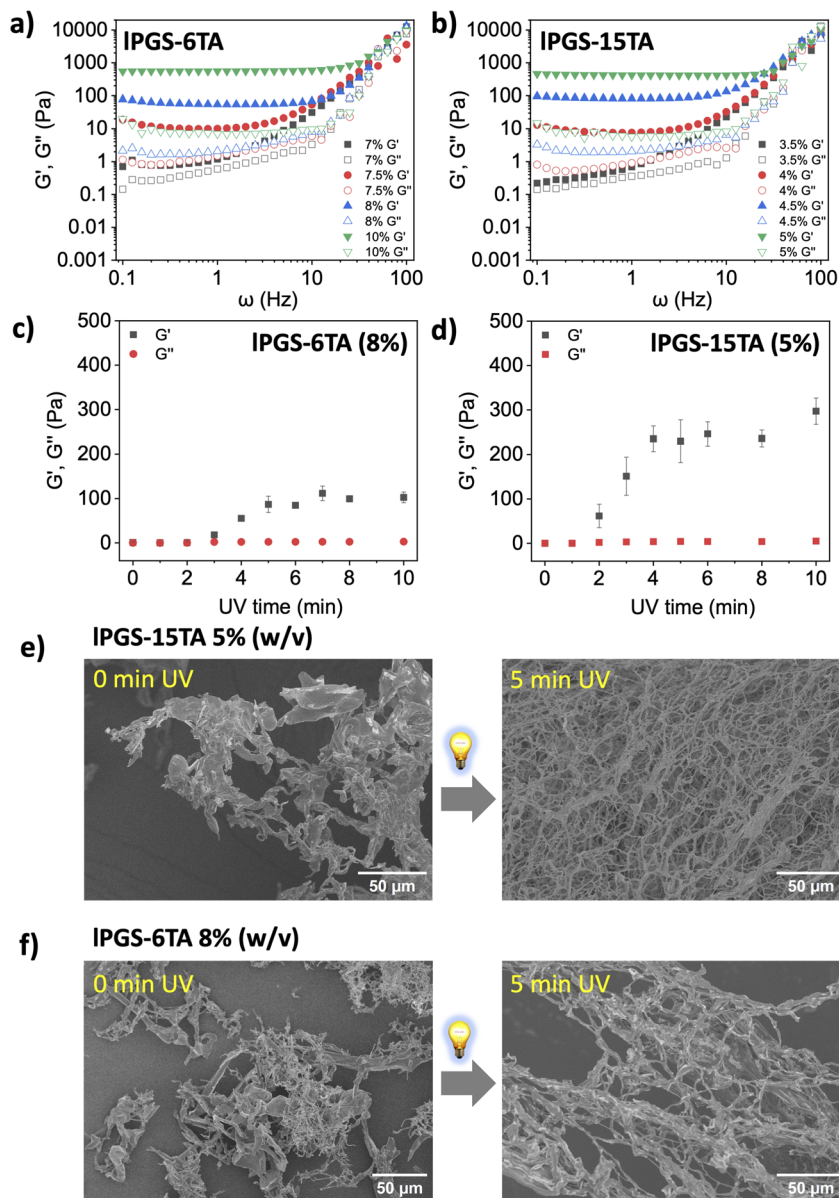 a)
lPGS-6TA
G', G'' (Pa)
10000
1000
100
10
1
0.1
0.01
0.001
7% G'
7% G''
7.5% G'
7.5% G''
8% G'
8% G''
10% G'
10% G''
0.1
1
10
100
ω (Hz)
b)
lPGS-15TA
G', G'' (Pa)
10000
1000
100
10
1
0.1
0.01
0.001
3.5% G'
3.5% G''
4% G'
4% G''
4.5% G'
4.5% G''
5% G'
5% G''
0.1
1
10
100
ω (Hz)
c)
G'
G''
lPGS-6TA (8%)
G', G'' (Pa)
500
400
300
200
100
0
0 2 4 6 8 10
UV time (min)
d)
G'
G''
lPGS-15TA (5%)
G', G'' (Pa)
500
400
300
200
100
0
0 2 4 6 8 10
UV time (min)
e)
lPGS-15TA 5% (w/v)
0 min UV
50 µm
5 min UV
50 µm
f)
lPGS-6TA 8% (w/v)
0 min UV
50 µm
5 min UV
50 µm